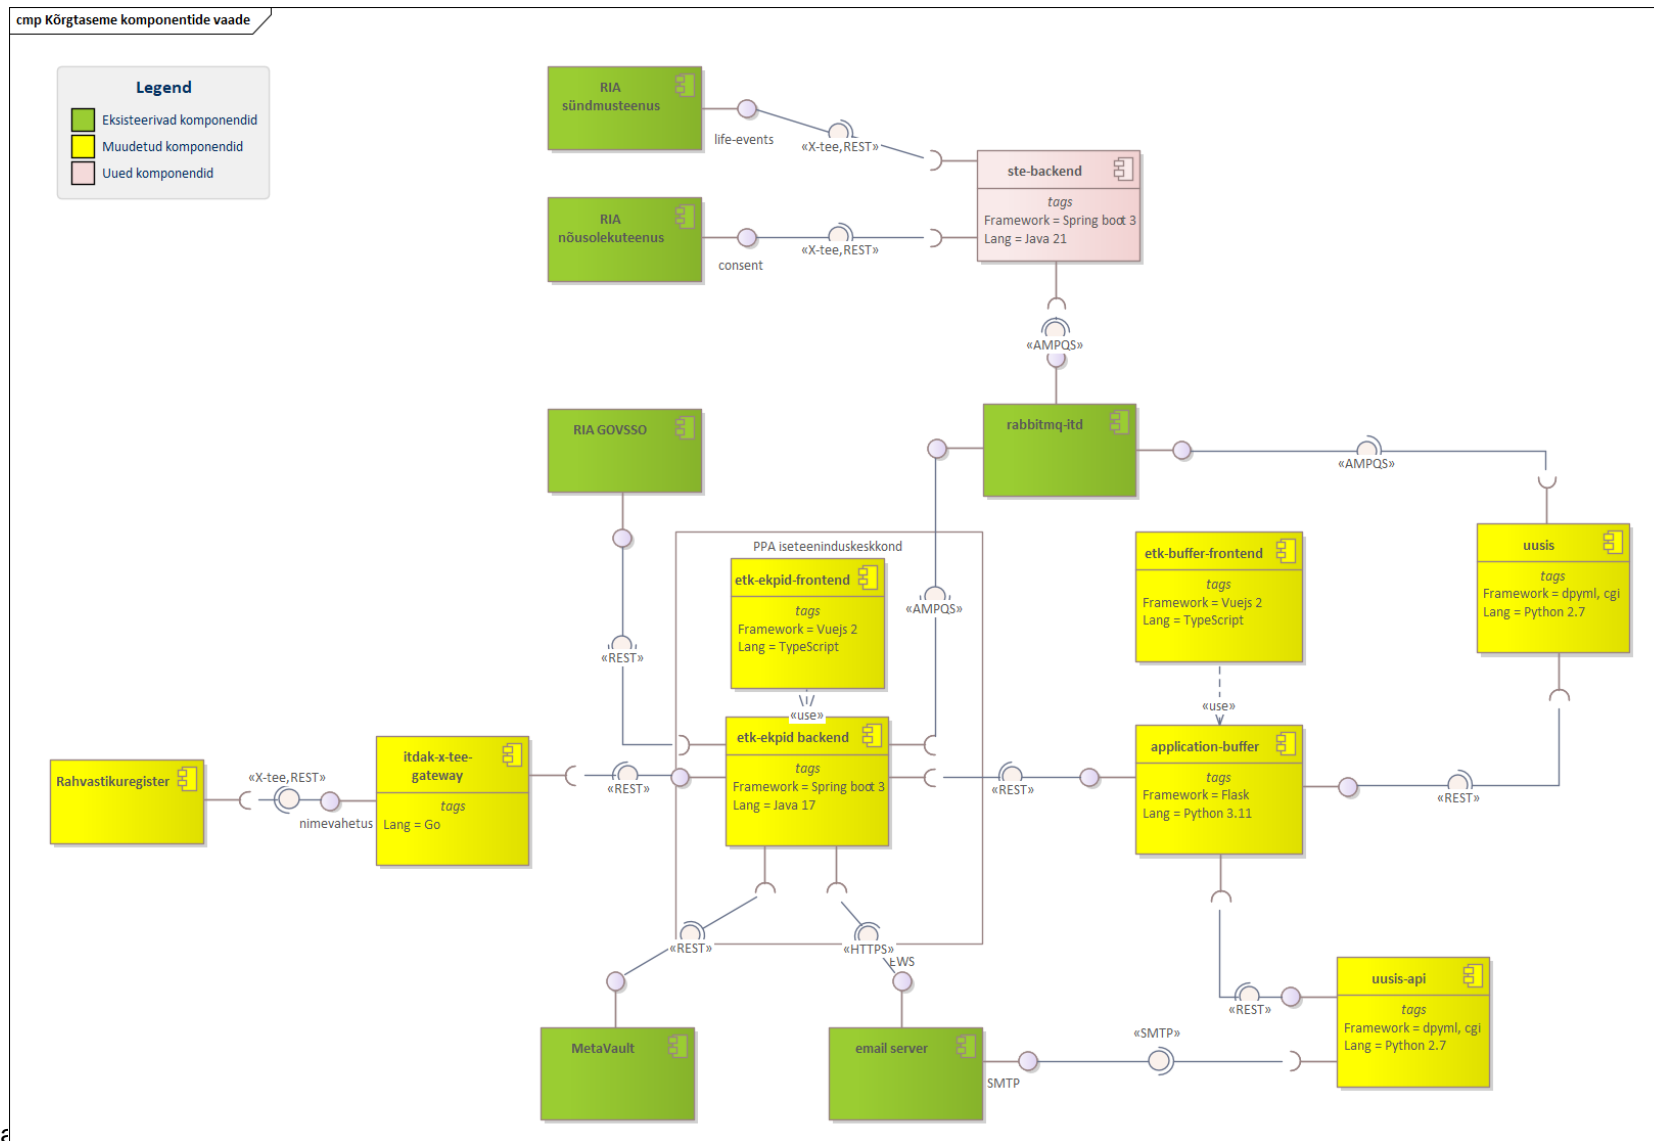 cmp Kõrgtaseme komponentide vaade
Legend
Eksisteerivad komponendid
Muudetud komponendid
Uued komponendid
RIA
sündmusteenus
life-events
«X-tee,REST»
ste-backend
tags
Framework = Spring boot 3
Lang = Java 21
RIA
nõusolekuteenus
consent
«X-tee,REST»
«AMPQS»
RIA GOVSSO
rabbitmq-itd
«AMPQS»
PPA iseteeninduskeskkond
etk-ekpid-frontend
tags
Framework = Vuejs 2
Lang = TypeScript
«AMPQS»
etk-buffer-frontend
tags
Framework = Vuejs 2
Lang = TypeScript
uusis
tags
Framework = dpyml, cgi
Lang = Python 2.7
«REST»
«use»
«use»
etk-ekpid backend
tags
Framework = Spring boot 3
Lang = Java 17
application-buffer
tags
Framework = Flask
Lang = Python 3.11
itdak-x-tee-
gateway
tags
Lang = Go
Rahvastikuregister
«X-tee,REST»
nimevahetus
«REST»
«REST»
«REST»
«REST»
«HTTPS»
EWS
«REST»
uusis-api
tags
Framework = dpyml, cgi
Lang = Python 2.7
MetaVault
email server
SMTP
«SMTP»